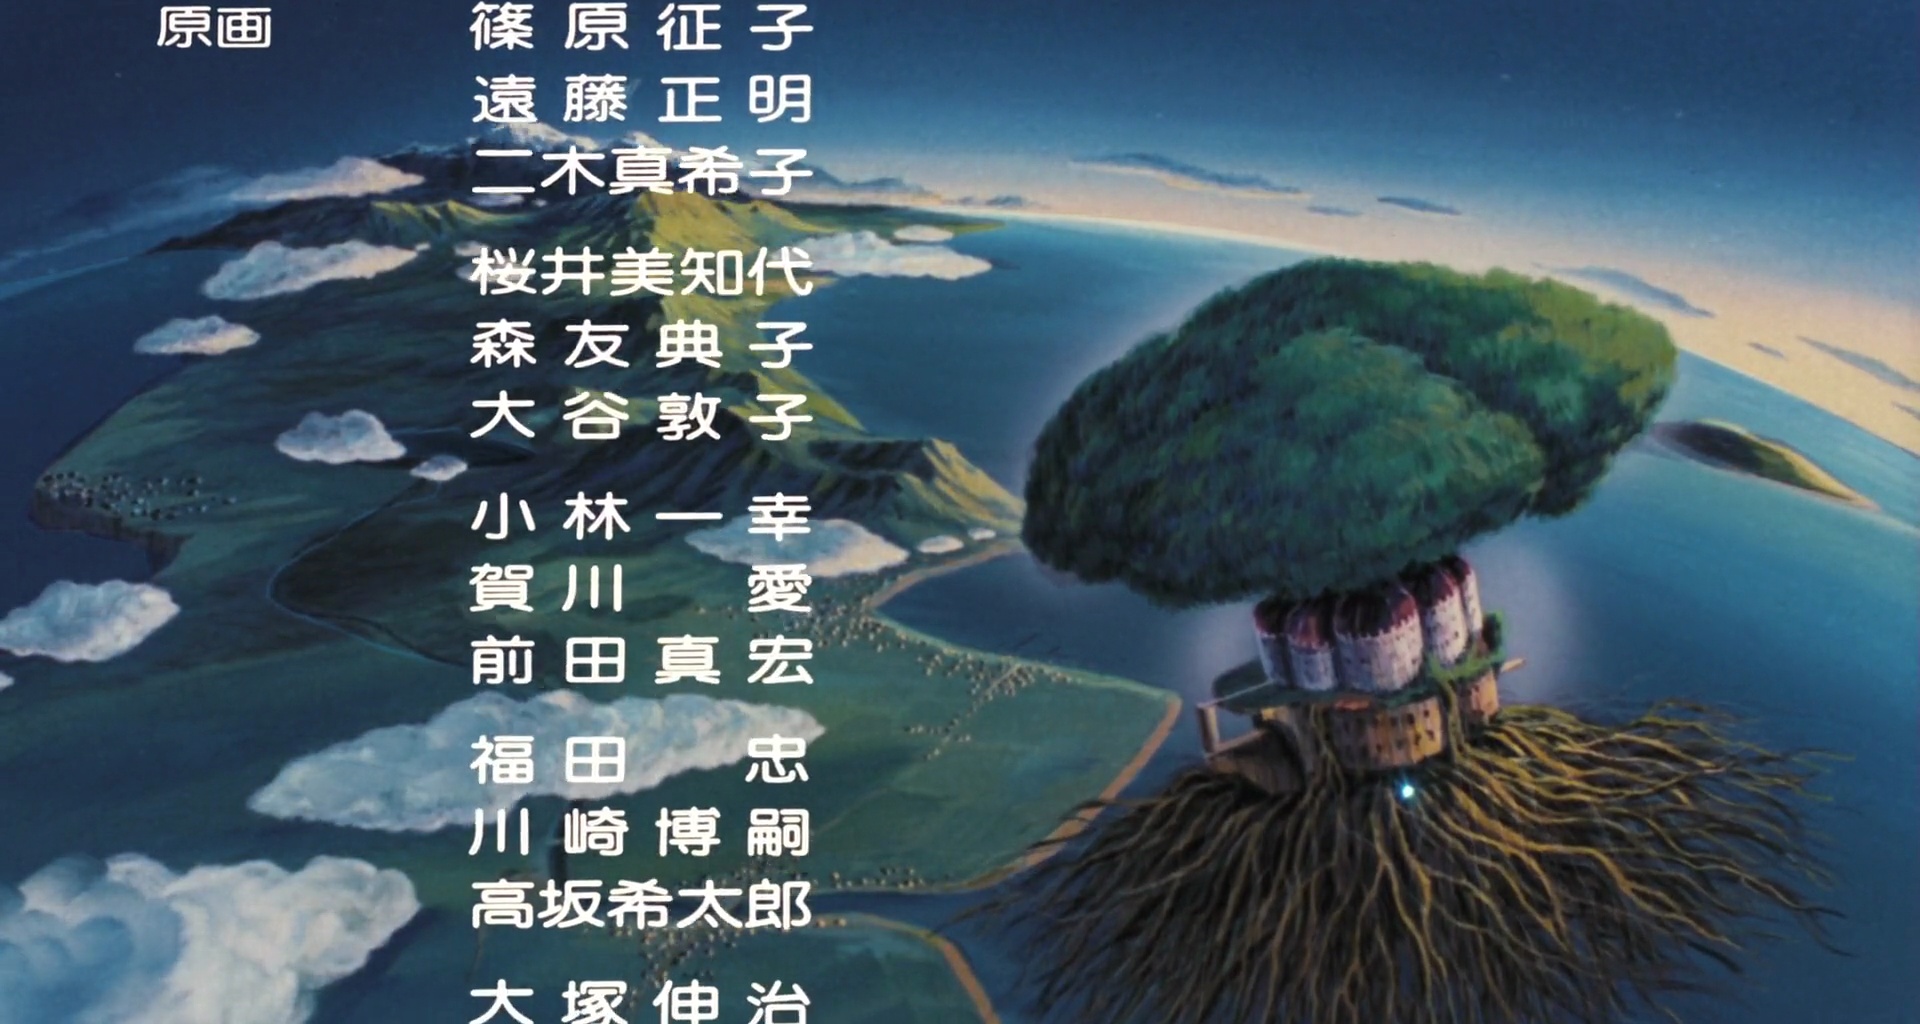 原画 篠原征子
遠藤正明
二木真希子
桜井美知代
森友典子
大谷敦子
小林一幸
賀川愛
前田真宏
福田忠
川崎博嗣
高坂希太郎
大塚伸治